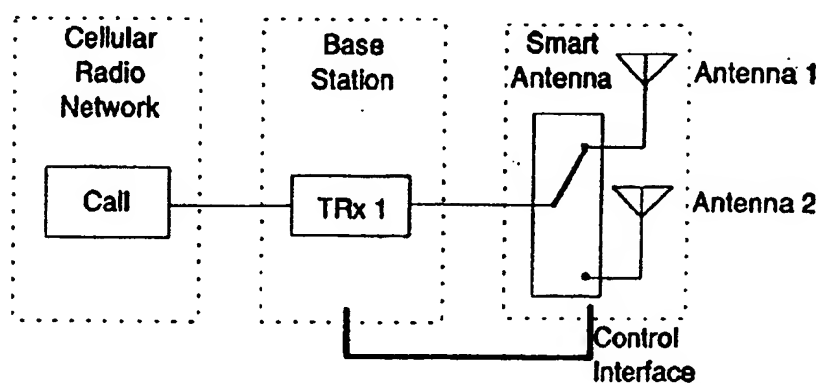 Cellular
Radio
Network
Base
Station
Smart
Antenna
Antenna 1
Call
TRx 1
Antenna 2
Control
Interface